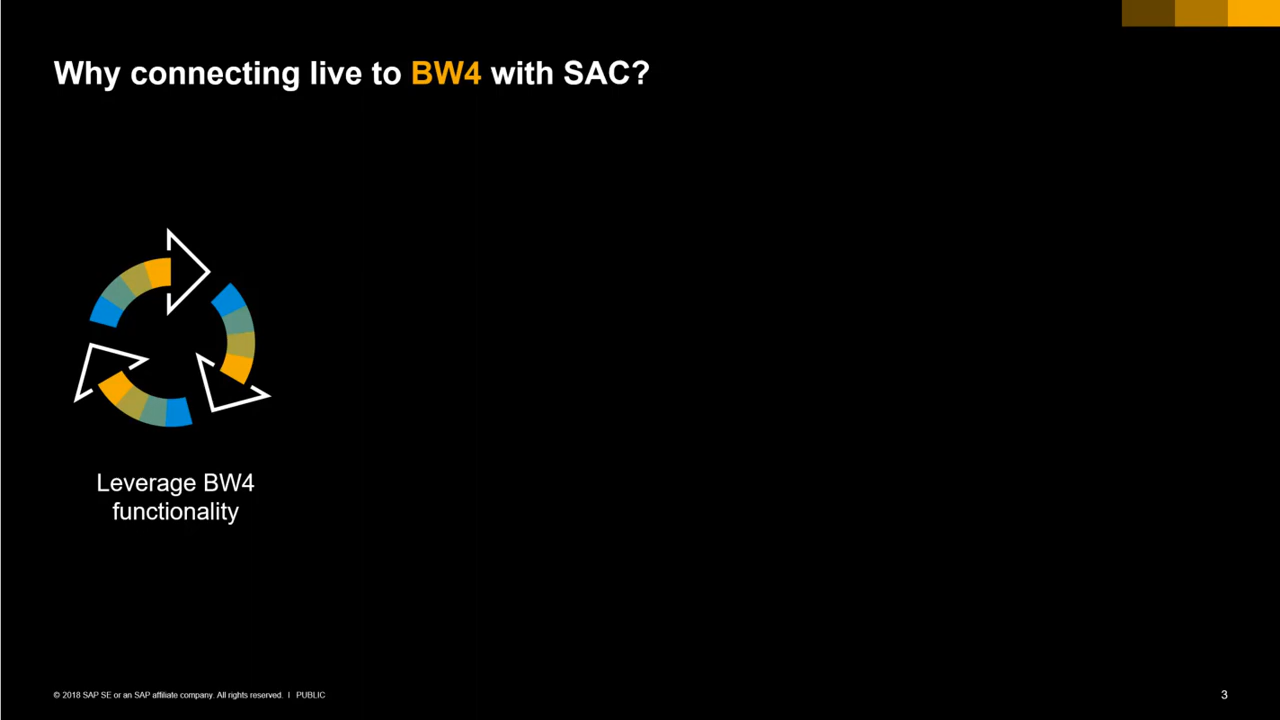 Why connecting live to BW4 with SAC?
Leverage BW4
functionality
© 2018 SAP SE or an SAP affiliate company. All rights reserved. I PUBLIC
3